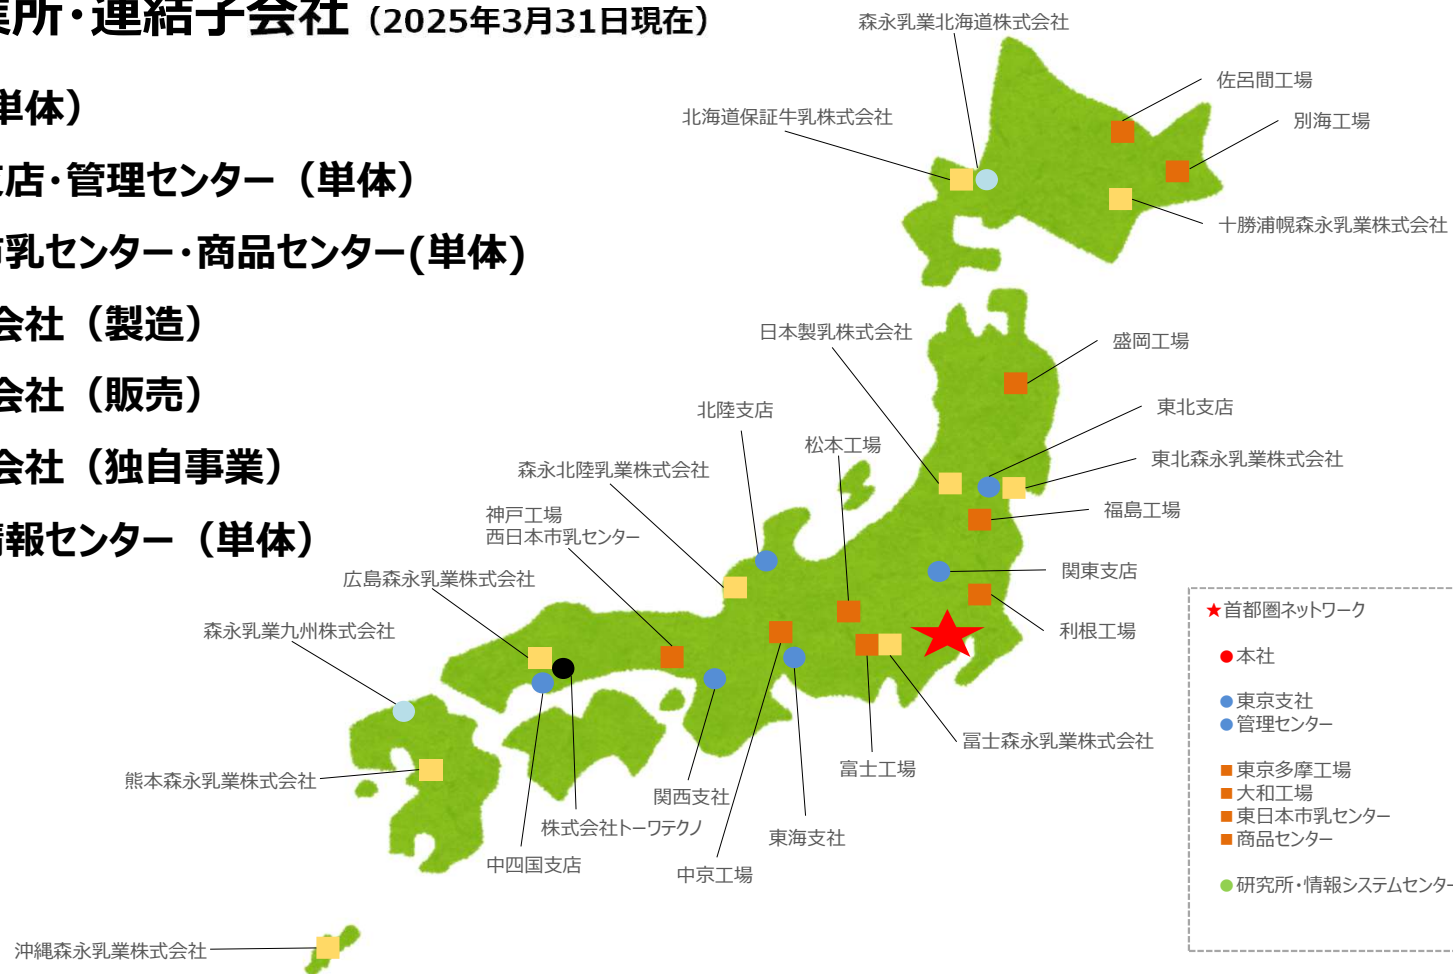 業所・連結子会社（2025年3月31日現在）
単体）
支店・管理センター（単体）
市乳センター・商品センター(単体)
会社（製造）
会社（販売）
会社（独自事業）
情報センター（単体）
森永乳業北海道株式会社
佐呂間工場
北海道保証牛乳株式会社
別海工場
十勝浦幌森永乳業株式会社
日本製乳株式会社
盛岡工場
北陸支店
東北支店
松本工場
東北森永乳業株式会社
森永北陸乳業株式会社
神戸工場
西日本市乳センター
福島工場
広島森永乳業株式会社
関東支店
森永乳業九州株式会社
利根工場
冨士森永乳業株式会社
富士工場
熊本森永乳業株式会社
関西支社
株式会社トーワテクノ
東海支社
中四国支店
中京工場
沖縄森永乳業株式会社
★首都圏ネットワーク
●本社
●東京支社
●管理センター
■東京多摩工場
■大和工場
■東日本市乳センター
■商品センター
●研究所・情報システムセンター